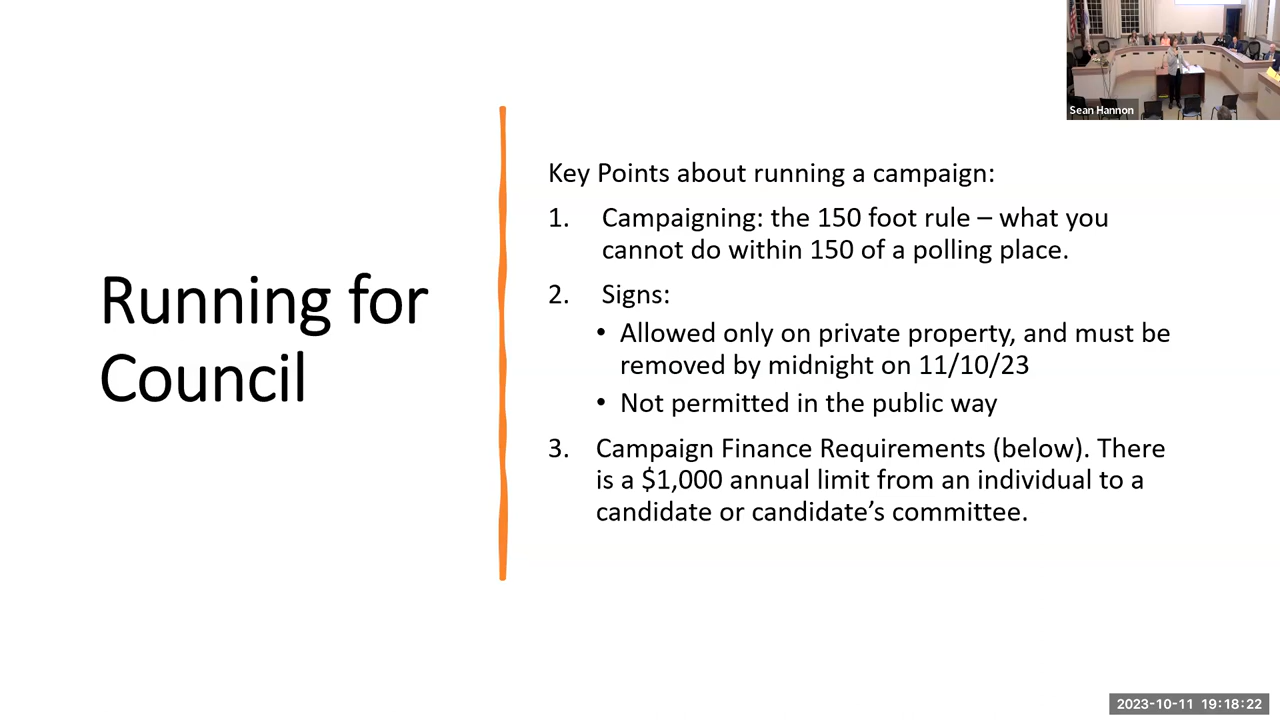 Sean Hannon
Running for
Council
Key Points about running a campaign:
1. Campaigning: the 150 foot rule – what you
cannot do within 150 of a polling place.
2. Signs:
• Allowed only on private property, and must be
removed by midnight on 11/10/23
• Not permitted in the public way
3. Campaign Finance Requirements (below). There
is a $1,000 annual limit from an individual to a
candidate or candidate’s committee.
2023-10-11 19:18:22